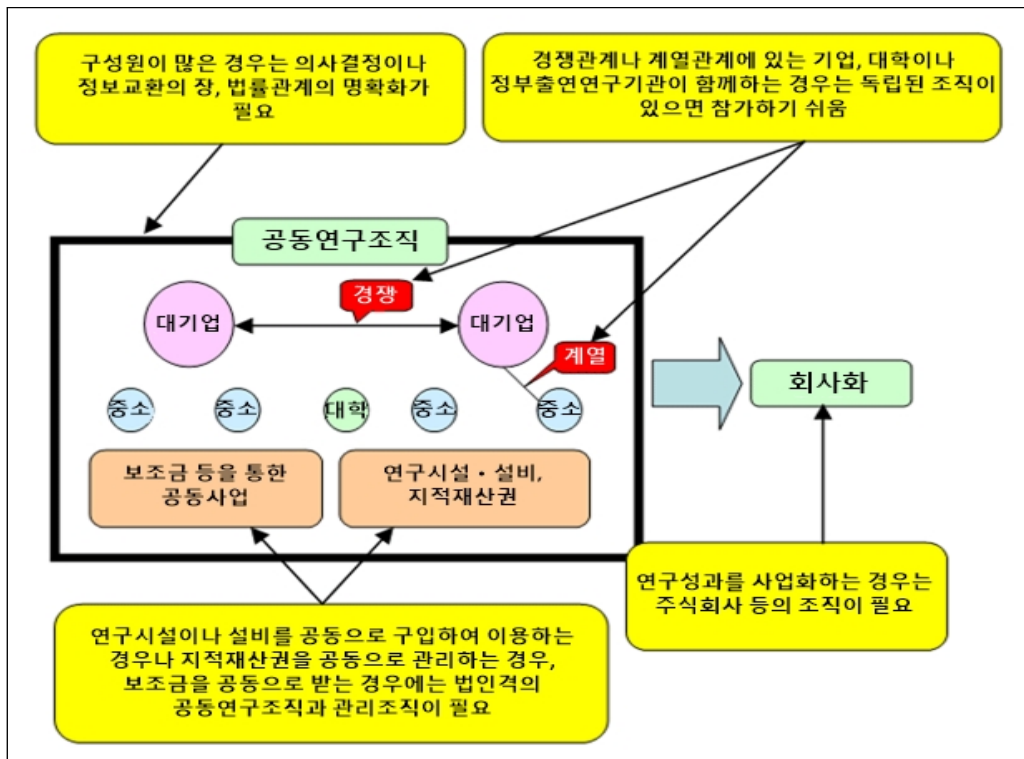 구성원이 많은 경우는 의사결정이나
정보교환의 장, 법률관계의 명확화가
필요
경쟁관계나 계열관계에 있는 기업, 대학이나
정부출연연구기관이 함께하는 경우는 독립된 조직이
있으면 참가하기 쉬움
공동연구조직
경쟁
대기업
대기업
계열
중소
중소
대학
중소
중소
회사화
보조금 등을 통한
공동사업
연구시설・설비,
지적재산권
연구성과를 사업화하는 경우는
주식회사 등의 조직이 필요
연구시설이나 설비를 공동으로 구입하여 이용하는
경우나 지적재산권을 공동으로 관리하는 경우,
보조금을 공동으로 받는 경우에는 법인격의
공동연구조직과 관리조직이 필요